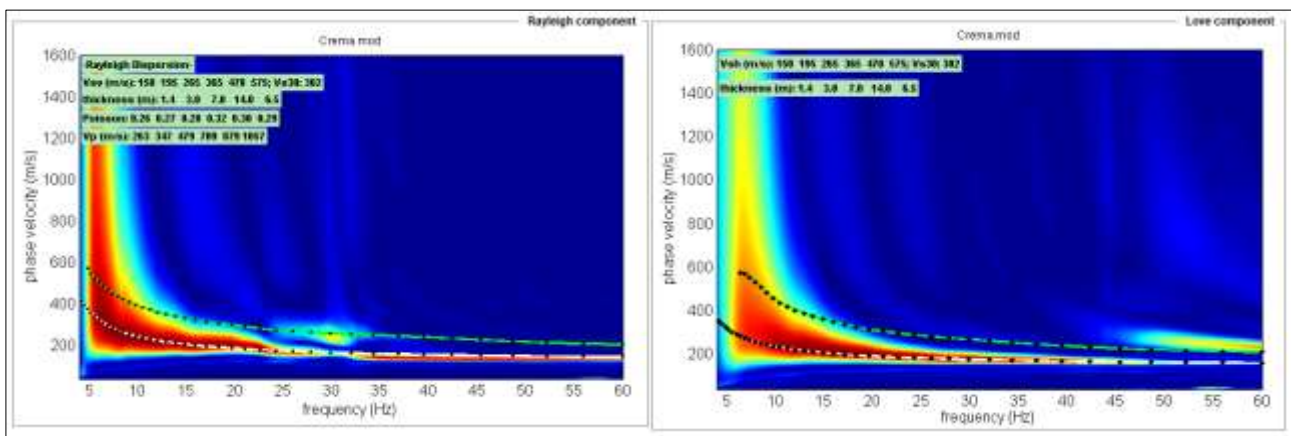 Rayleigh component
Crema.mod
1600
1400
1200
1000
800
600
400
200
phase velocity (m/s)
Rayleigh Dispersion
Vsv (m/s): 150 195 265 365 470 575; Vs30: 302
thickness (m): 1.4 3.0 7.0 14.0 6.5
Poisson: 0.26 0.27 0.28 0.32 0.30 0.29
Vp (m/s): 263 347 479 709 879 1057
5 10 15 20 25 30 35 40 45 50 55 60
frequency (Hz)
Love component
Crema.mod
1600
1400
1200
1000
800
600
400
200
phase velocity (m/s)
Vsh (m/s): 150 195 265 365 470 575; Vs30: 302
thickness (m): 1.4 3.0 7.0 14.0 6.5
5 10 15 20 25 30 35 40 45 50 55 60
frequency (Hz)